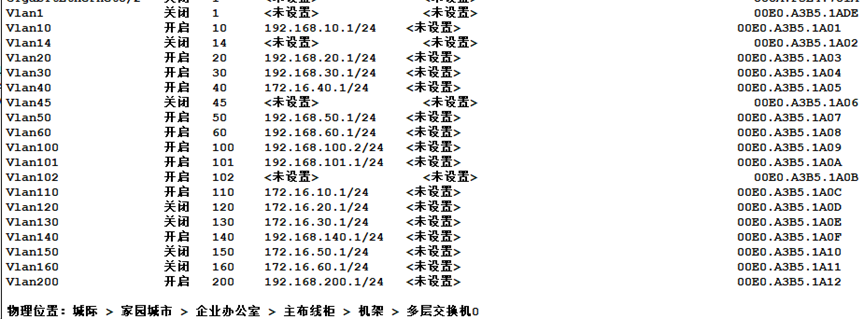 Vlan1 关闭 1 <未设置> <未设置> 00E0.A3B5.1ADE
Vlan10 开启 10 192.168.10.1/24 <未设置> 00E0.A3B5.1A01
Vlan14 关闭 14 <未设置> <未设置> 00E0.A3B5.1A02
Vlan20 开启 20 192.168.20.1/24 <未设置> 00E0.A3B5.1A03
Vlan30 开启 30 192.168.30.1/24 <未设置> 00E0.A3B5.1A04
Vlan40 开启 40 172.16.40.1/24 <未设置> 00E0.A3B5.1A05
Vlan45 关闭 45 <未设置> <未设置> 00E0.A3B5.1A06
Vlan50 开启 50 192.168.50.1/24 <未设置> 00E0.A3B5.1A07
Vlan60 开启 60 192.168.60.1/24 <未设置> 00E0.A3B5.1A08
Vlan100 开启 100 192.168.100.2/24 <未设置> 00E0.A3B5.1A09
Vlan101 开启 101 192.168.101.1/24 <未设置> 00E0.A3B5.1A0A
Vlan102 开启 102 <未设置> <未设置> 00E0.A3B5.1A0B
Vlan110 开启 110 172.16.10.1/24 <未设置> 00E0.A3B5.1A0C
Vlan120 关闭 120 172.16.20.1/24 <未设置> 00E0.A3B5.1A0D
Vlan130 关闭 130 172.16.30.1/24 <未设置> 00E0.A3B5.1A0E
Vlan140 开启 140 192.168.140.1/24 <未设置> 00E0.A3B5.1A0F
Vlan150 关闭 150 172.16.50.1/24 <未设置> 00E0.A3B5.1A10
Vlan160 关闭 160 172.16.60.1/24 <未设置> 00E0.A3B5.1A11
Vlan200 开启 200 192.168.200.1/24 <未设置> 00E0.A3B5.1A12
物理位置: 城际 > 家园城市 > 企业办公室 > 主布线柜 > 机架 > 多层交换机0